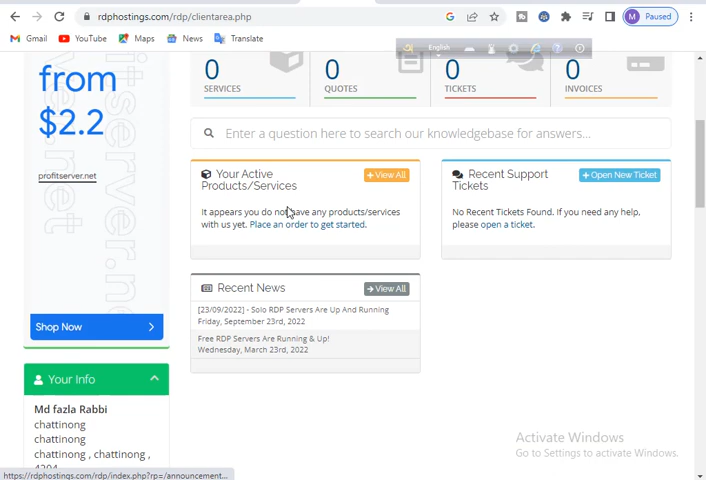 rdphostings.com/rdp/clientarea.php
M Paused
Gmail YouTube Maps News Translate
English
from
$2.2
profitserver.net
itserver.ne
profitserver.net
Shop Now
0 SERVICES
0 QUOTES
0 TICKETS
0 INVOICES
Enter a question here to search our knowledgebase for answers...
Your Active
Products/Services
+ View All
It appears you do not have any products/services
with us yet. Place an order to get started.
Recent Support
Tickets
+ Open New Ticket
No Recent Tickets Found. If you need any help,
please open a ticket.
Recent News
View All
[23/09/2022] - Solo RDP Servers Are Up And Running
Friday, September 23rd, 2022
Free RDP Servers Are Running & Up!
Wednesday, March 23rd, 2022
Your Info
Md fazla Rabbi
chattinong
chattinong
chattinong , chattinong ,
4204
Activate Windows
Go to Settings to activate Windows.
https://rdphostings.com/rdp/index.php?rp=/announcement...